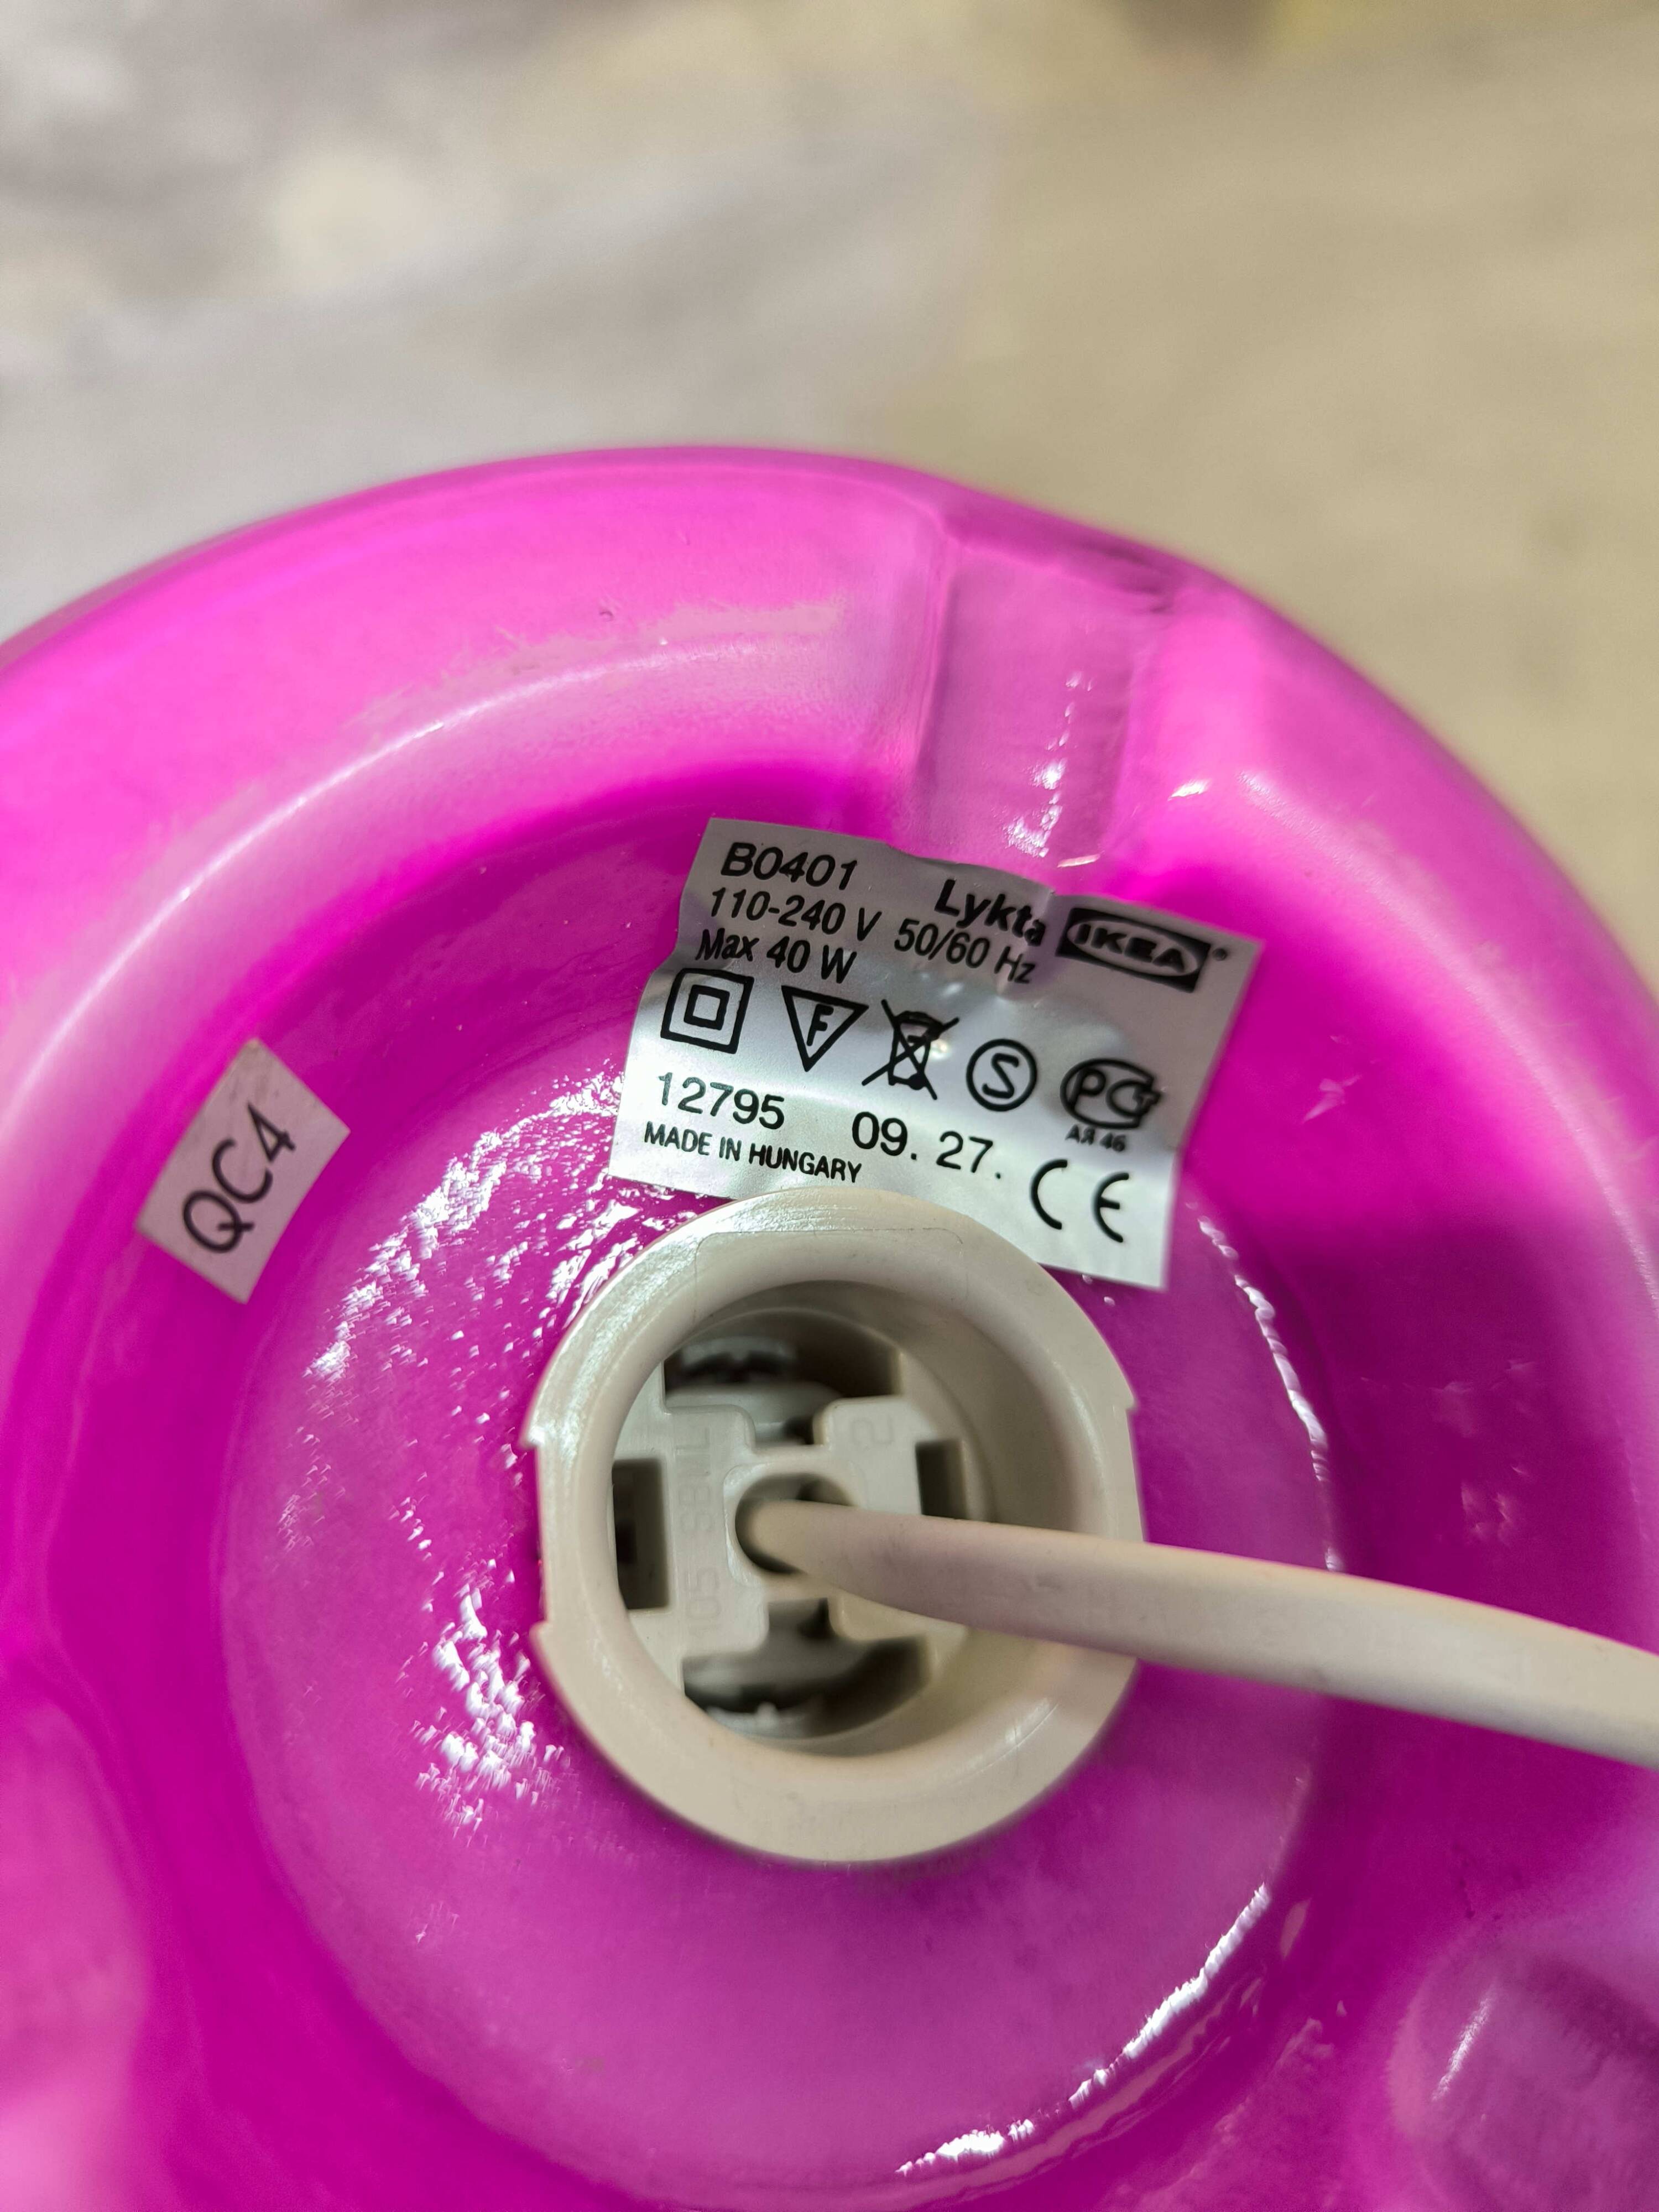 B0401 Lykta IKEA®
110-240 V 50/60 Hz
Max 40 W
F S PG
12795 09. 27. АЯ 46
MADE IN HUNGARY CE
QC4